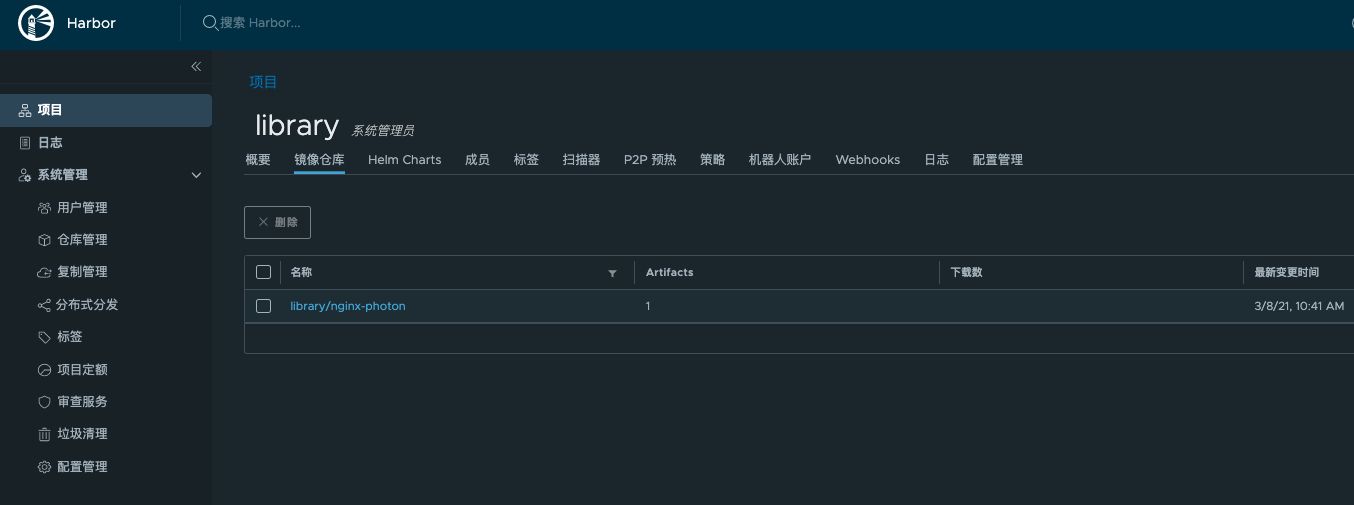 Harbor
搜索 Harbor...
项目
日志
系统管理
用户管理
仓库管理
复制管理
分布式分发
标签
项目定额
审查服务
垃圾清理
配置管理
项目
library 系统管理员
概要 镜像仓库 Helm Charts 成员 标签 扫描器 P2P 预热 策略 机器人账户 Webhooks 日志 配置管理
删除
名称 Artifacts 下载数 最新变更时间
library/nginx-photon 1 3/8/21, 10:41 AM